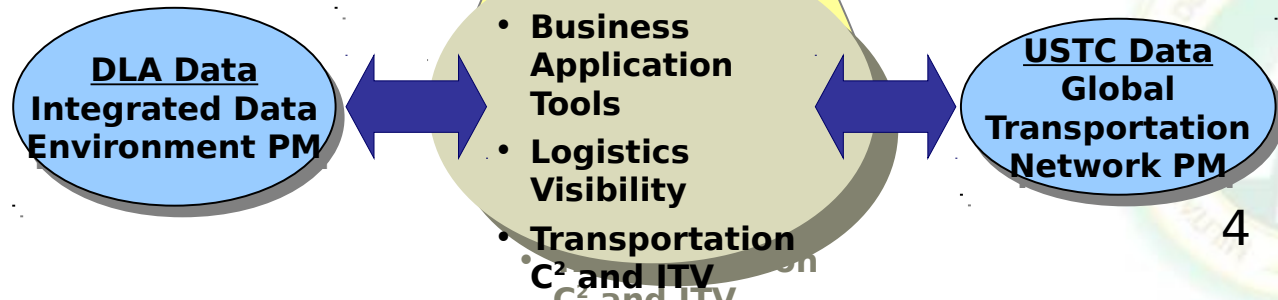 DLA Data
Integrated Data
Environment PM
• Business
Application
Tools
• Logistics
Visibility
• Transportation
C² and ITV
USTC Data
Global
Transportation
Network PM
4